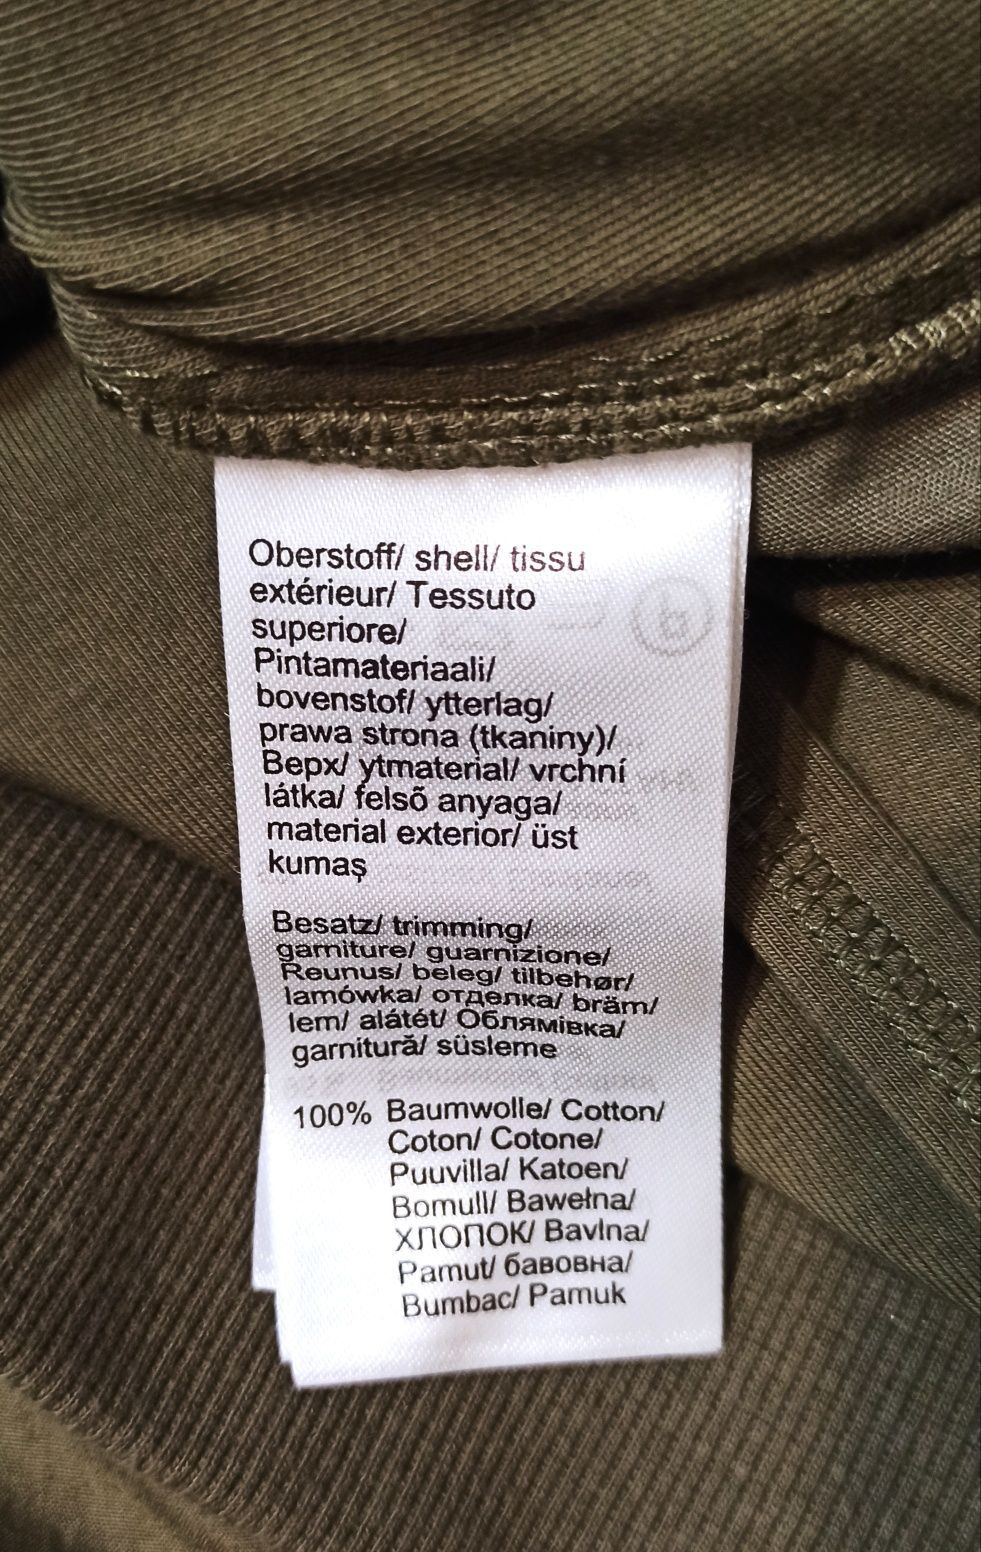 Oberstoff/ shell/ tissu
extérieur/ Tessuto
superiore/
Pintamateriaali/
bovenstof/ ytterlag/
prawa strona (tkaniny)/
Верх/ ytmaterial/ vrchní
látka/ felsõ anyaga/
material exterior/ üst
kumaş
Besatz/ trimming/
garniture/ guarnizione/
Reunus/ beleg/ tilbehør/
lamówka/ отделка/ bräm/
lem/ alátét/ Облямівка/
garnitură/ süsleme
100% Baumwolle/ Cotton/
Coton/ Cotone/
Puuvilla/ Katoen/
Bomull/ Bawełna/
ХЛОПОК/ Bavlna/
Pamut/ бавовна/
Bumbac/ Pamuk